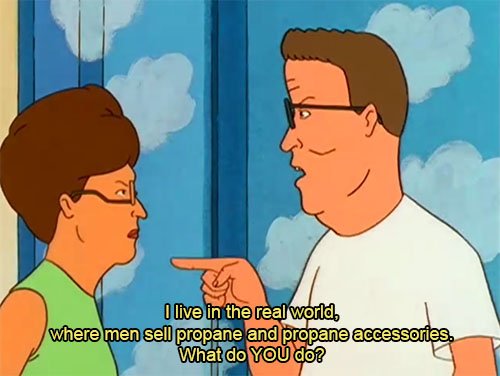 I live in the real world,
where men sell propane and propane accessories.
What do YOU do?